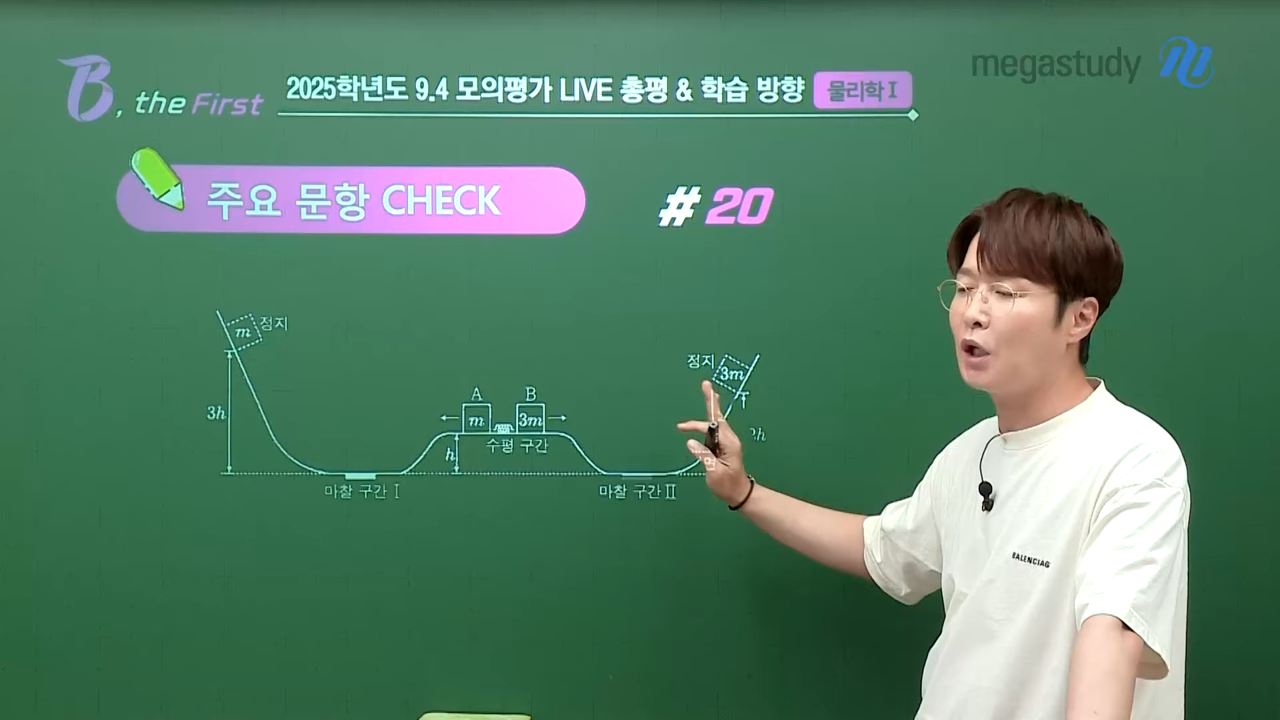 B, the First
2025학년도 9.4 모의평가 LIVE 총평 & 학습 방향 물리학 I
megastudy
주요 문항 CHECK
# 20
m 정지
정지 3m
3h
A B
m 3m
h
수평 구간
2h
마찰 구간 I
마찰 구간 II
BALENCIAG